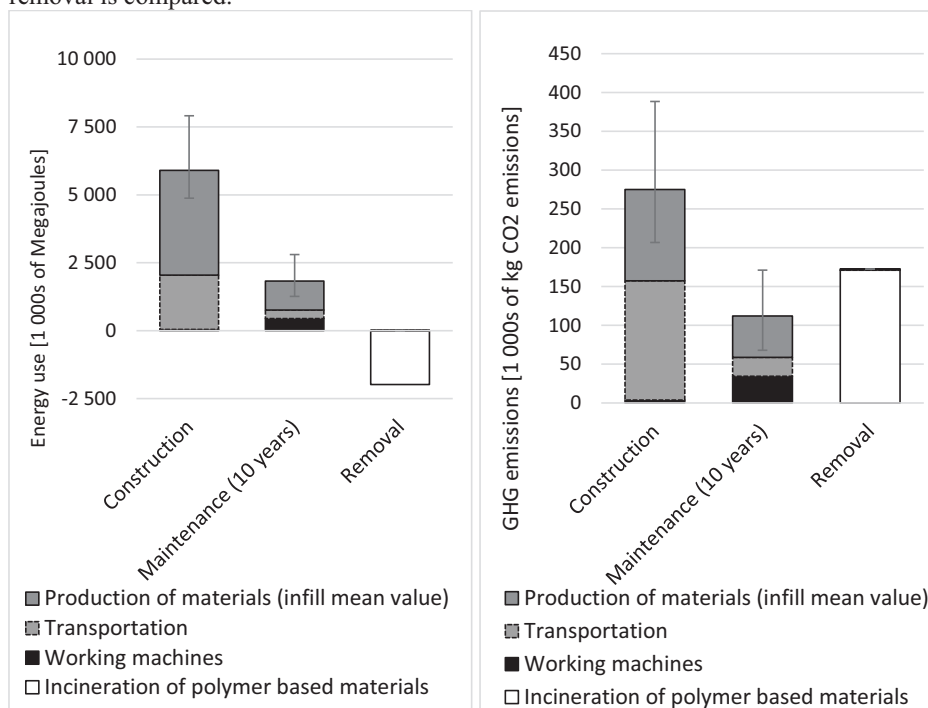 removal is compared.
Energy use [1 000s of Megajoules]
10 000
7 500
5 000
2 500
0
-2 500
Construction
Maintenance (10 years)
Removal
Production of materials (infill mean value)
Transportation
Working machines
Incineration of polymer based materials
GHG emissions [1 000s of kg CO2 emissions]
450
400
350
300
250
200
150
100
50
0
Construction
Maintenance (10 years)
Removal
Production of materials (infill mean value)
Transportation
Working machines
Incineration of polymer based materials